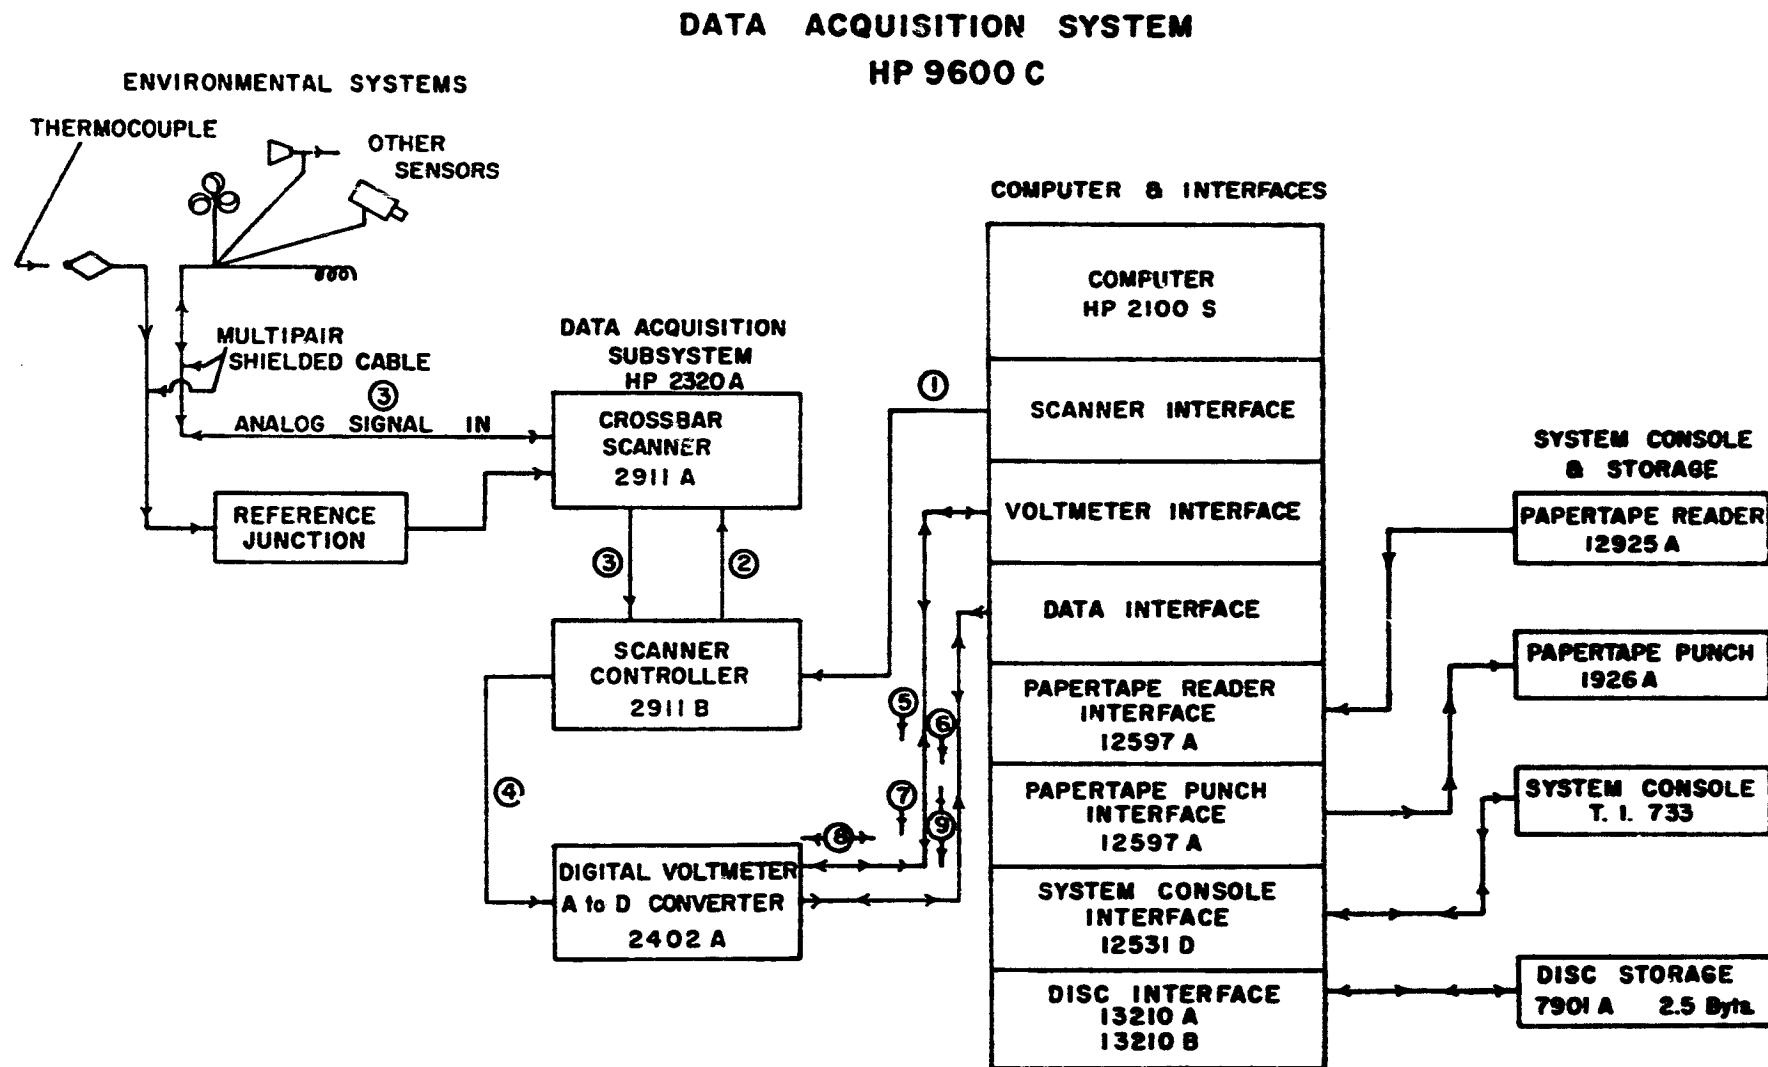 DATA ACQUISITION SYSTEM
HP 9600 C
ENVIRONMENTAL SYSTEMS
THERMOCOUPLE
OTHER
SENSORS
MULTIPAIR
SHIELDED CABLE
3
ANALOG SIGNAL IN
REFERENCE
JUNCTION
DATA ACQUISITION
SUBSYSTEM
HP 2320 A
CROSSBAR
SCANNER
2911 A
3
2
SCANNER
CONTROLLER
2911 B
4
DIGITAL VOLTMETER
A to D CONVERTER
2402 A
1
5
6
7
8
9
COMPUTER & INTERFACES
COMPUTER
HP 2100 S
SCANNER INTERFACE
VOLTMETER INTERFACE
DATA INTERFACE
PAPERTAPE READER
INTERFACE
12597 A
PAPERTAPE PUNCH
INTERFACE
12597 A
SYSTEM CONSOLE
INTERFACE
12531 D
DISC INTERFACE
13210 A
13210 B
SYSTEM CONSOLE
& STORAGE
PAPERTAPE READER
12925 A
PAPERTAPE PUNCH
1926 A
SYSTEM CONSOLE
T. I. 733
DISC STORAGE
7901 A 2.5 Byts.